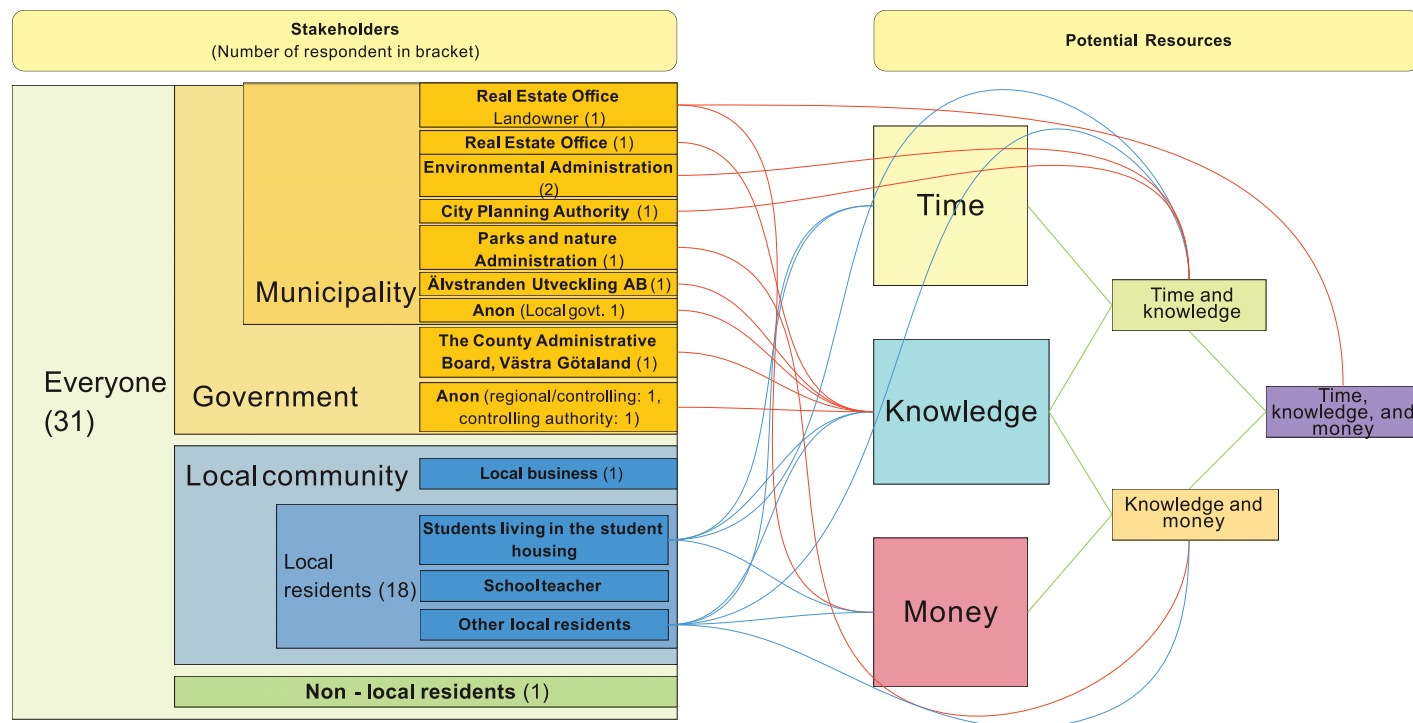 Stakeholders
(Number of respondent in bracket)
Potential Resources
Everyone
(31)
Government
Municipality
Real Estate Office
Landowner (1)
Real Estate Office (1)
Environmental Administration
(2)
City Planning Authority (1)
Parks and nature
Administration (1)
Älvstranden Utveckling AB (1)
Anon (Local govt. 1)
The County Administrative
Board, Västra Götaland (1)
Anon (regional/controlling: 1,
controlling authority: 1)
Local community
Local business (1)
Local
residents (18)
Students living in the student
housing
School teacher
Other local residents
Non - local residents (1)
Time
Knowledge
Money
Time and
knowledge
Knowledge and
money
Time,
knowledge, and
money